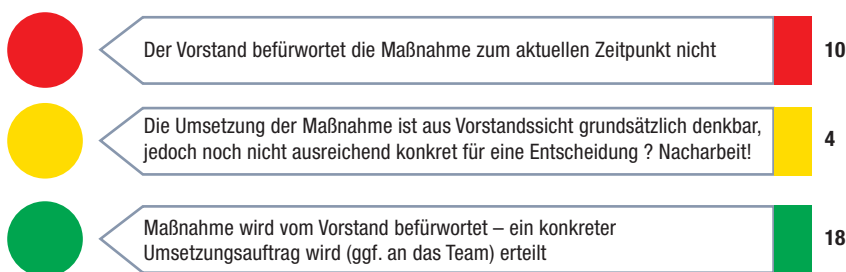 Der Vorstand befürwortet die Maßnahme zum aktuellen Zeitpunkt nicht
10
Die Umsetzung der Maßnahme ist aus Vorstandssicht grundsätzlich denkbar,
jedoch noch nicht ausreichend konkret für eine Entscheidung ? Nacharbeit!
4
Maßnahme wird vom Vorstand befürwortet – ein konkreter
Umsetzungsauftrag wird (ggf. an das Team) erteilt
18